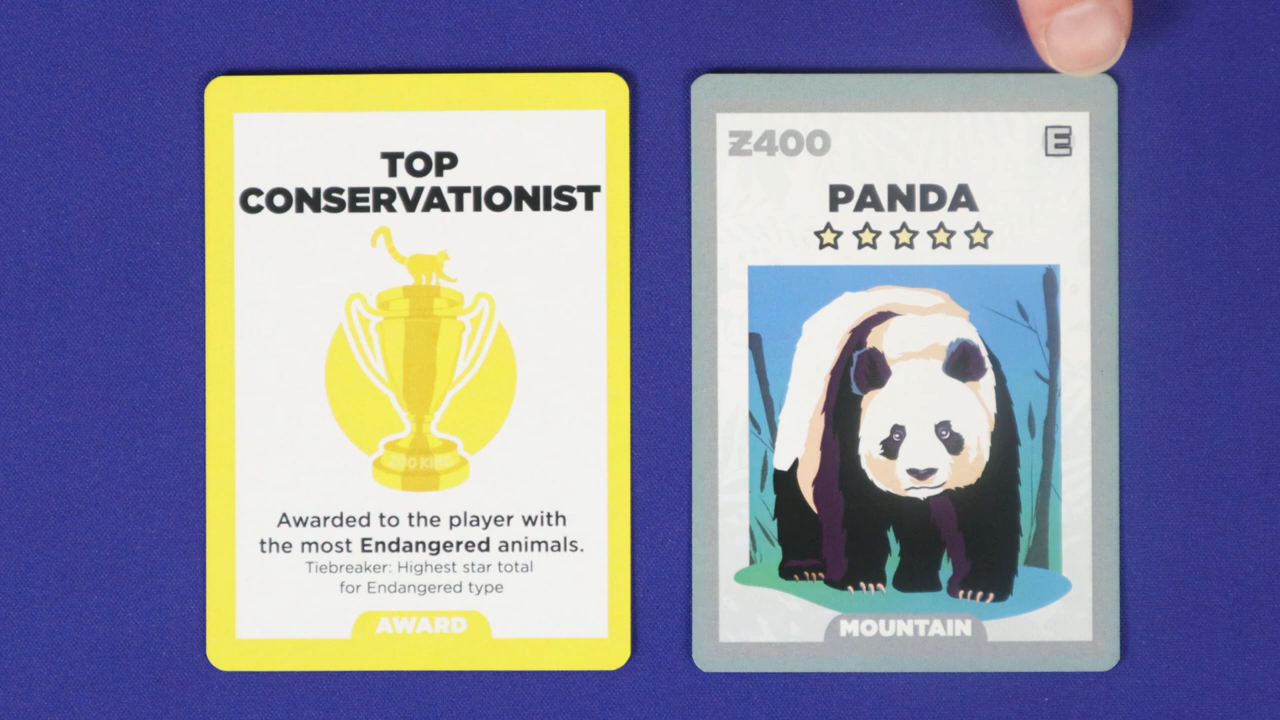 TOP
CONSERVATIONIST
Awarded to the player with
the most Endangered animals.
Tiebreaker: Highest star total
for Endangered type
AWARD
Z400
E
PANDA
MOUNTAIN